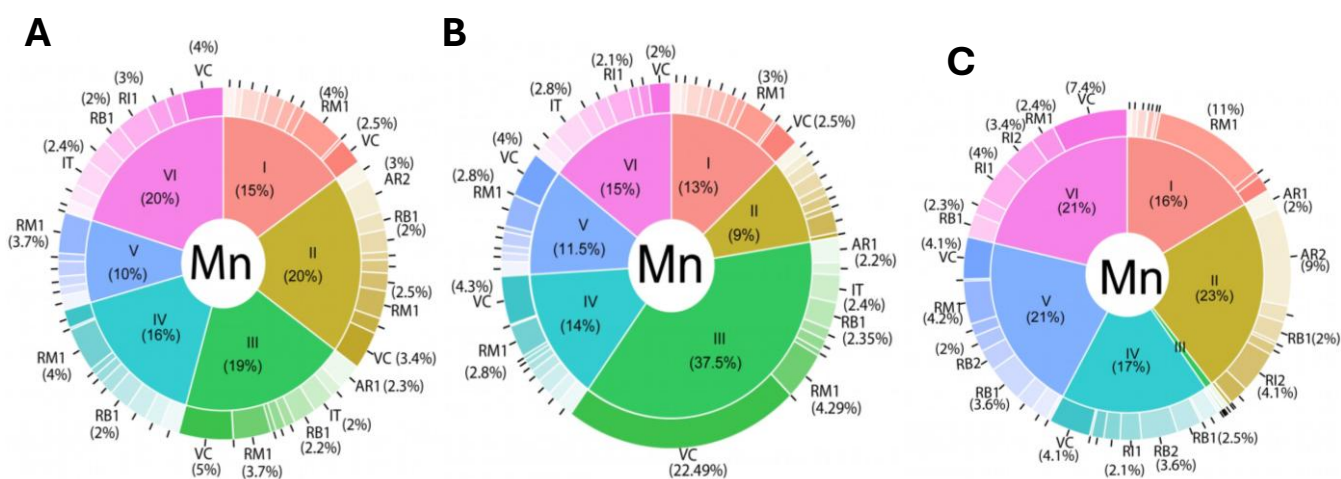 A
(4%)
VC
(3%)
RI1
(2%)
RB1
(2.4%)
IT
RM1
(3.7%)
RM1
(4%)
RB1
(2%)
VC
(5%)
RM1
(3.7%)
RB1
(2.2%)
IT
(2%)
AR1 (2.3%)
VC (3.4%)
(2.5%)
RM1
RB1
(2%)
(3%)
AR2
(2.5%)
VC
(4%)
RM1
I
(15%)
II
(20%)
III
(19%)
IV
(16%)
V
(10%)
VI
(20%)
Mn
B
(2%)
VC
(2.1%)
RI1
(2.8%)
IT
(4%)
VC
(2.8%)
RM1
(4.3%)
VC
RM1
(2.8%)
VC
(22.49%)
RM1
(4.29%)
RB1
(2.35%)
IT
(2.4%)
AR1
(2.2%)
VC (2.5%)
(3%)
RM1
I
(13%)
II
(9%)
III
(37.5%)
IV
(14%)
V
(11.5%)
VI
(15%)
Mn
C
(7.4%)
VC
(2.4%)
RM1
(3.4%)
RI2
(4%)
RI1
(2.3%)
RB1
(4.1%)
VC
RM1
(4.2%)
(2%)
RB2
RB1
(3.6%)
VC
(4.1%)
RI1
(2.1%)
RB2
(3.6%)
RB1(2.5%)
RI2
(4.1%)
RB1(2%)
AR2
(9%)
AR1
(2%)
(11%)
RM1
I
(16%)
II
(23%)
III
IV
(17%)
V
(21%)
VI
(21%)
Mn